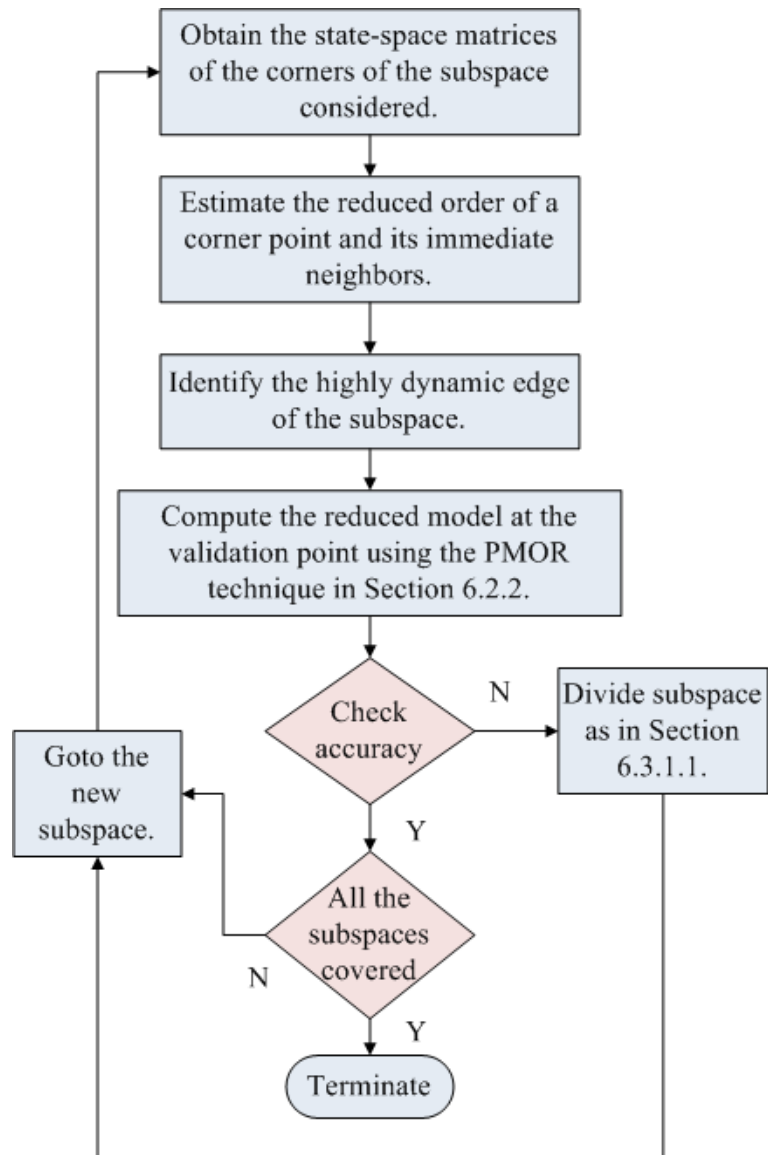 Obtain the state-space matrices
of the corners of the subspace
considered.
Estimate the reduced order of a
corner point and its immediate
neighbors.
Identify the highly dynamic edge
of the subspace.
Compute the reduced model at the
validation point using the PMOR
technique in Section 6.2.2.
Check
accuracy
N
Divide subspace
as in Section
6.3.1.1.
Goto the
new
subspace.
Y
All the
subspaces
covered
N
Y
Terminate